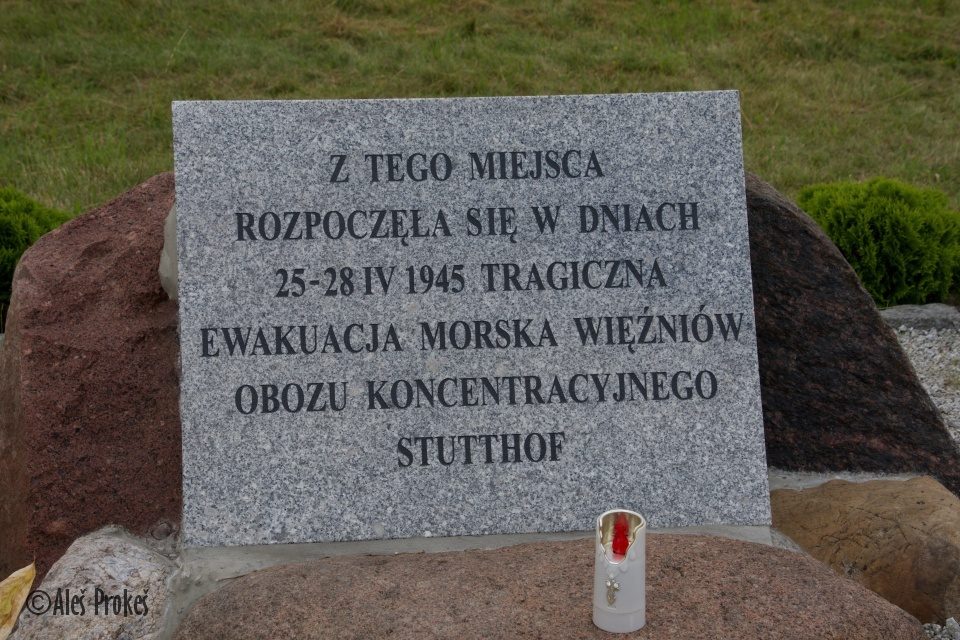 Z TEGO MIEJSCA
ROZPOCZĘŁA SIĘ W DNIACH
25-28 IV 1945 TRAGICZNA
EWAKUACJA MORSKA WIĘŹNIÓW
OBOZU KONCENTRACYJNEGO
STUTTHOF
©Aleš Prokeš